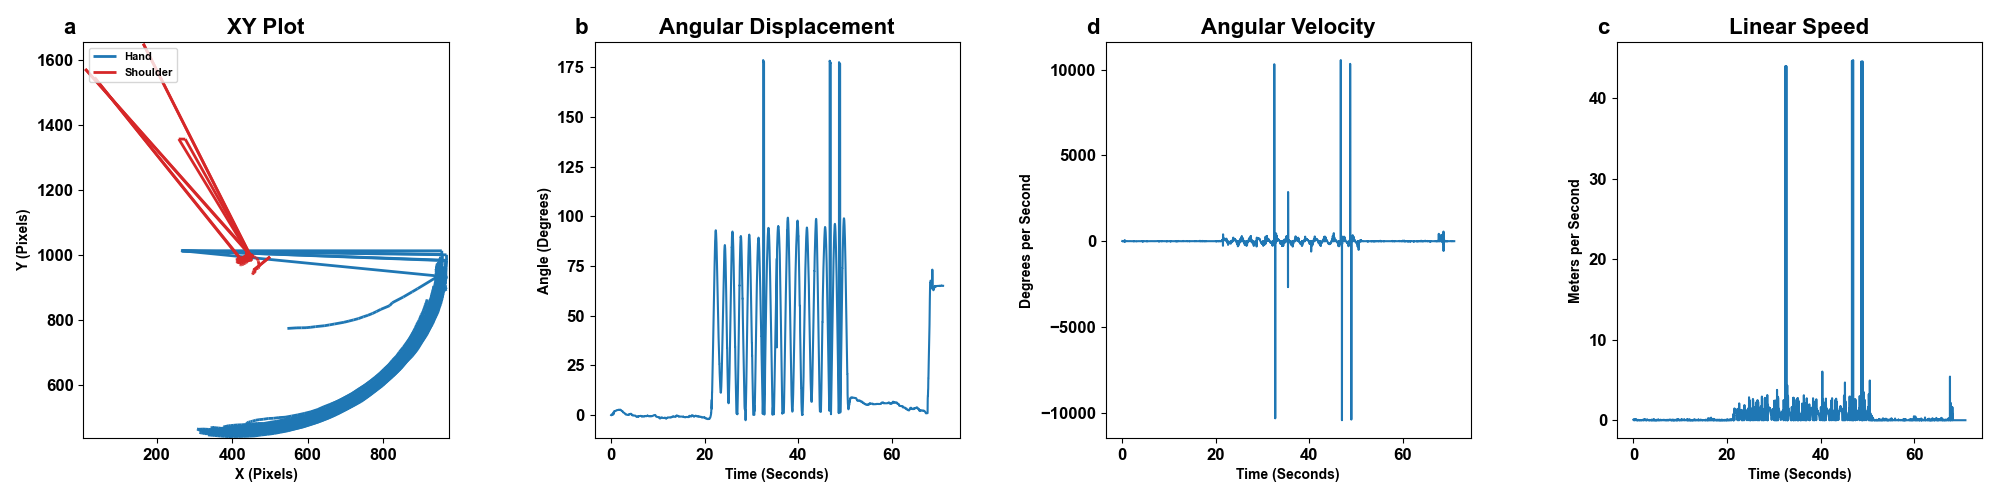 a
XY Plot
Hand
Shoulder
1600
1400
1200
1000
800
600
Y (Pixels)
200
400
600
800
X (Pixels)
b
Angular Displacement
175
150
125
100
75
50
25
0
Angle (Degrees)
0
20
40
60
Time (Seconds)
d
Angular Velocity
10000
5000
0
−5000
−10000
Degrees per Second
0
20
40
60
Time (Seconds)
c
Linear Speed
40
30
20
10
0
Meters per Second
0
20
40
60
Time (Seconds)